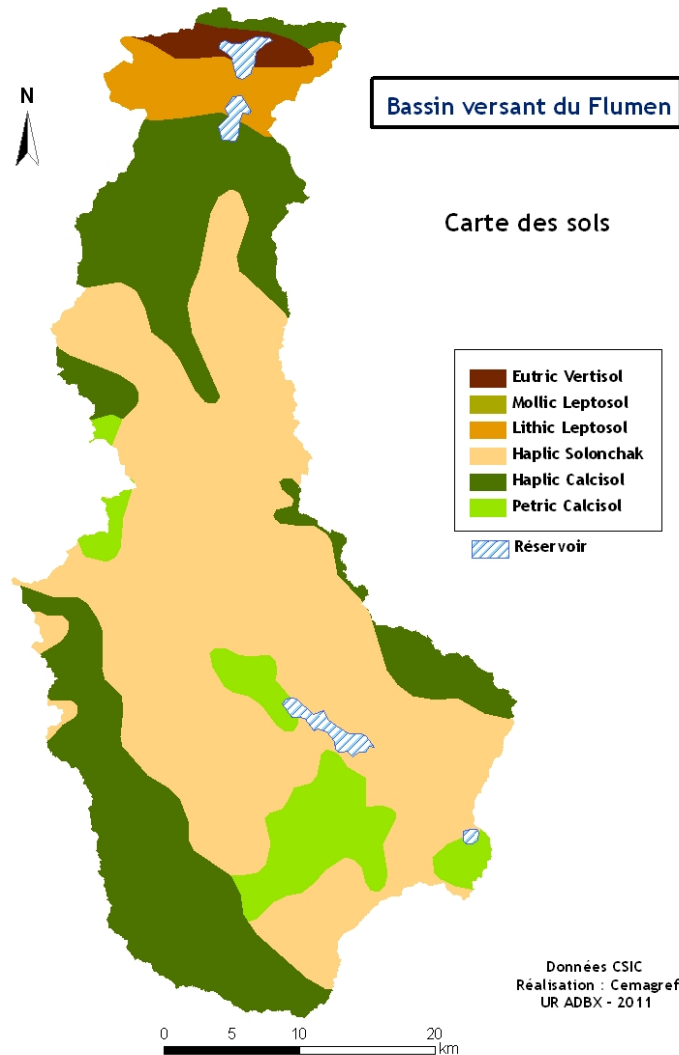 Bassin versant du Flumen
N
Carte des sols
Eutric Vertisol
Mollic Leptosol
Lithic Leptosol
Haplic Solonchak
Haplic Calcisol
Petric Calcisol
Réservoir
Données CSIC
Réalisation : Cemagref
UR ADBX - 2011
0 5 10 20
km